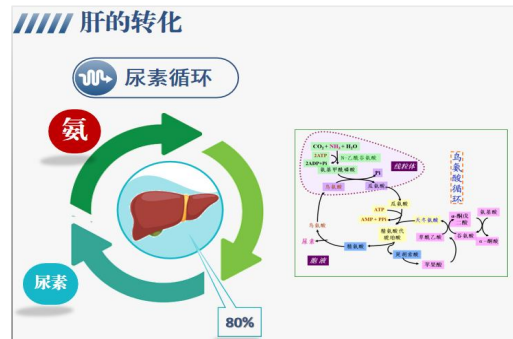 肝的转化
尿素循环
氨
尿素
80%
CO₂ + NH₃ + H₂O
2ATP
N-乙酰谷氨酸
2ADP+Pi
氨基甲酰磷酸
Pi
线粒体
鸟氨酸
瓜氨酸
瓜氨酸
ATP
AMP + PPi
天冬氨酸
精氨酸代
琥珀酸
鸟氨酸
尿素
精氨酸
延胡索酸
胞液
苹果酸
草酰乙酸
谷氨酸
α-酮戊
二酸
氨基酸
α-酮酸
鸟氨酸循环